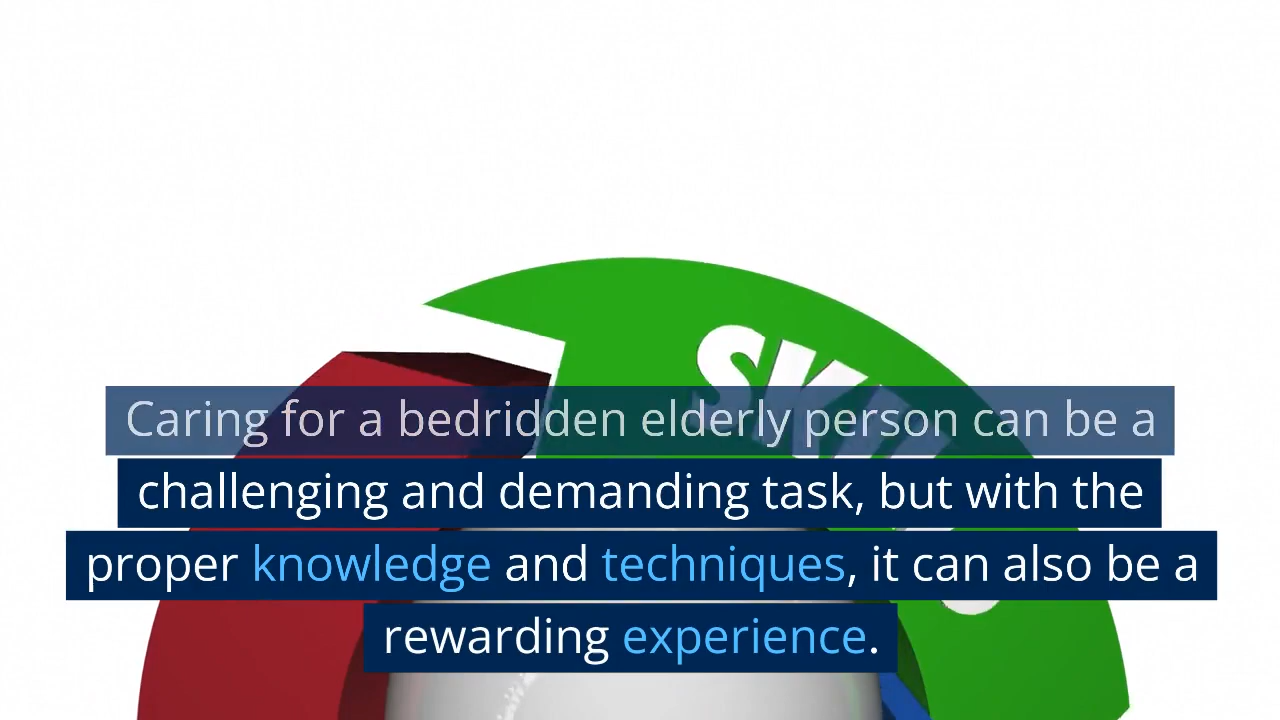 SKILLS
Caring for a bedridden elderly person can be a
challenging and demanding task, but with the
proper knowledge and techniques, it can also be a
rewarding experience.